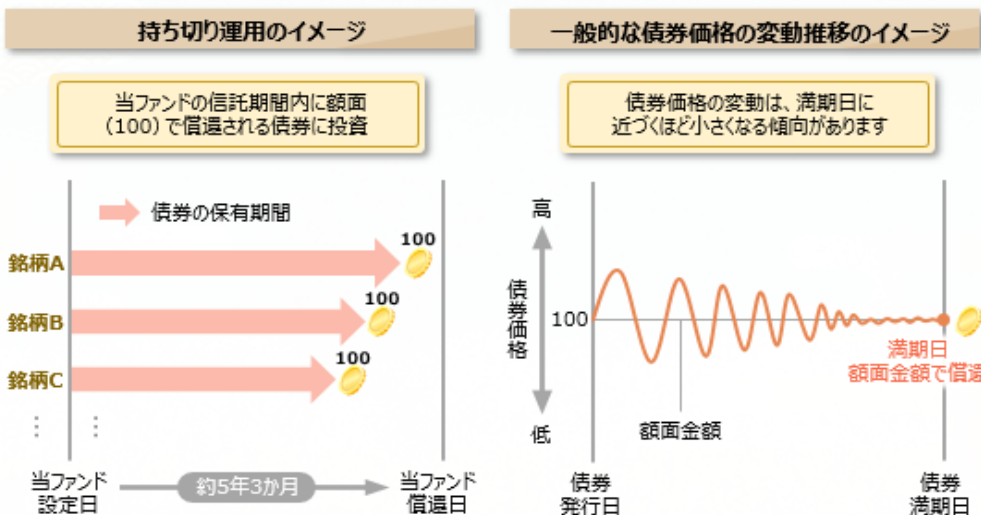 持ち切り運用のイメージ
当ファンドの信託期間内に額面
（100）で償還される債券に投資
債券の保有期間
銘柄A
100
銘柄B
100
銘柄C
100
当ファンド
設定日
約5年3か月
当ファンド
償還日
一般的な債券価格の変動推移のイメージ
債券価格の変動は、満期日に
近づくほど小さくなる傾向があります
高
債券価格
100
低
額面金額
満期日
額面金額で償還
債券
発行日
債券
満期日